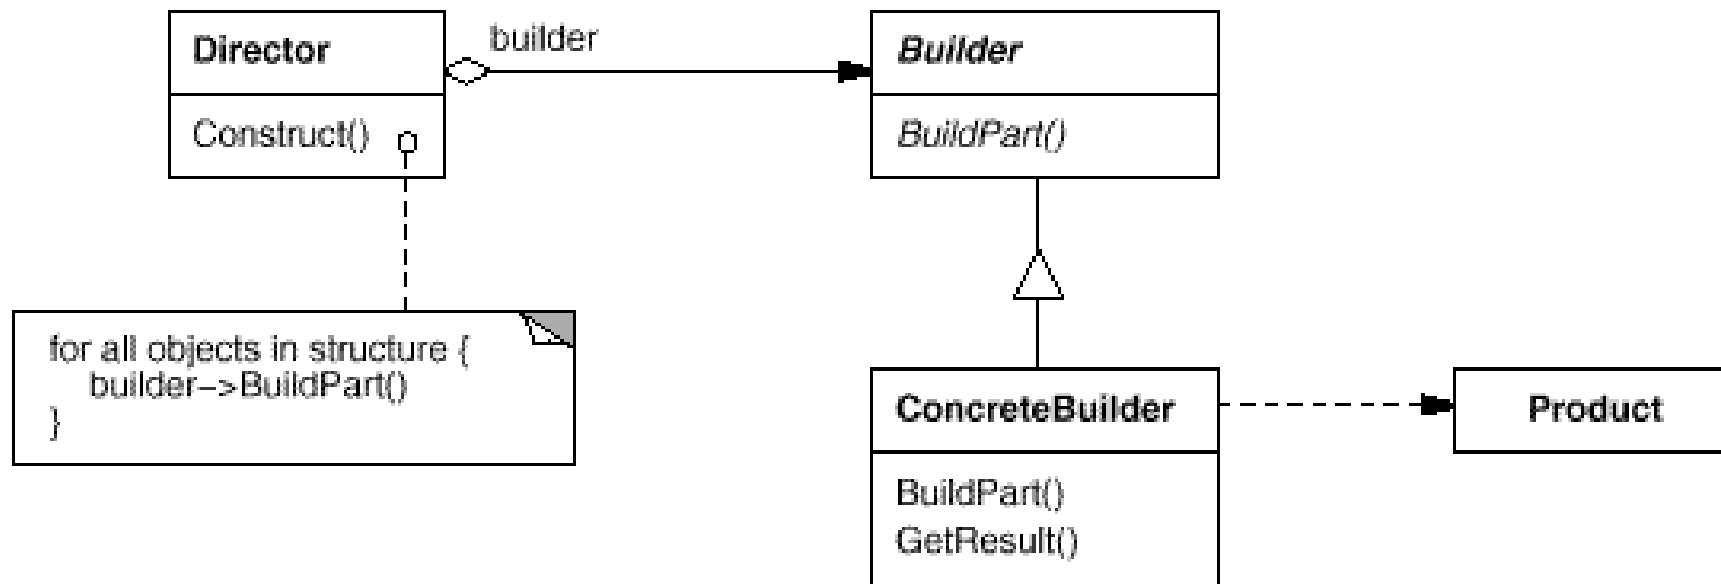 Director
builder
Builder
Construct()
BuildPart()
for all objects in structure {
builder–>BuildPart()
}
ConcreteBuilder
Product
BuildPart()
GetResult()